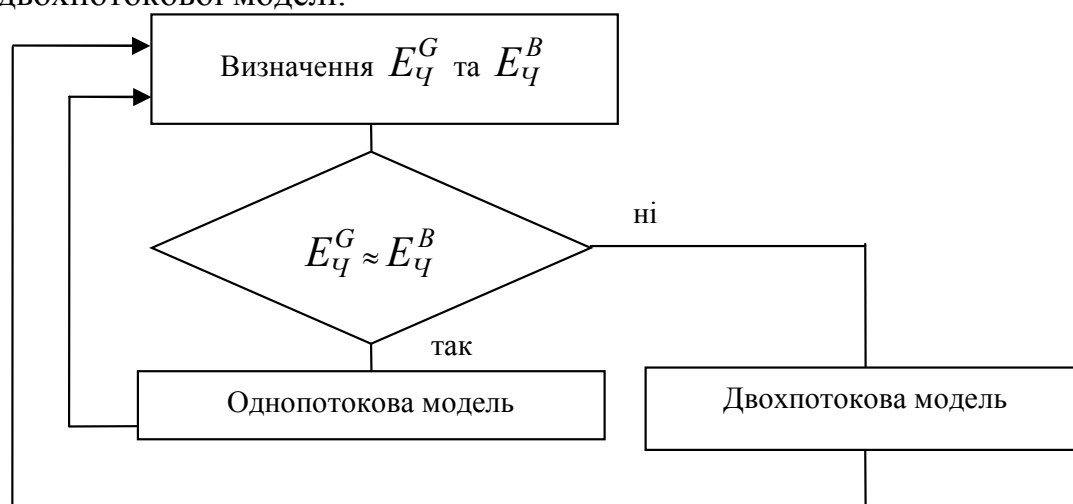 двохпотокової моделі.
Визначення E_Ч^G та E_Ч^B
E_Ч^G ≈ E_Ч^B
ні
так
Однопотокова модель
Двохпотокова модель